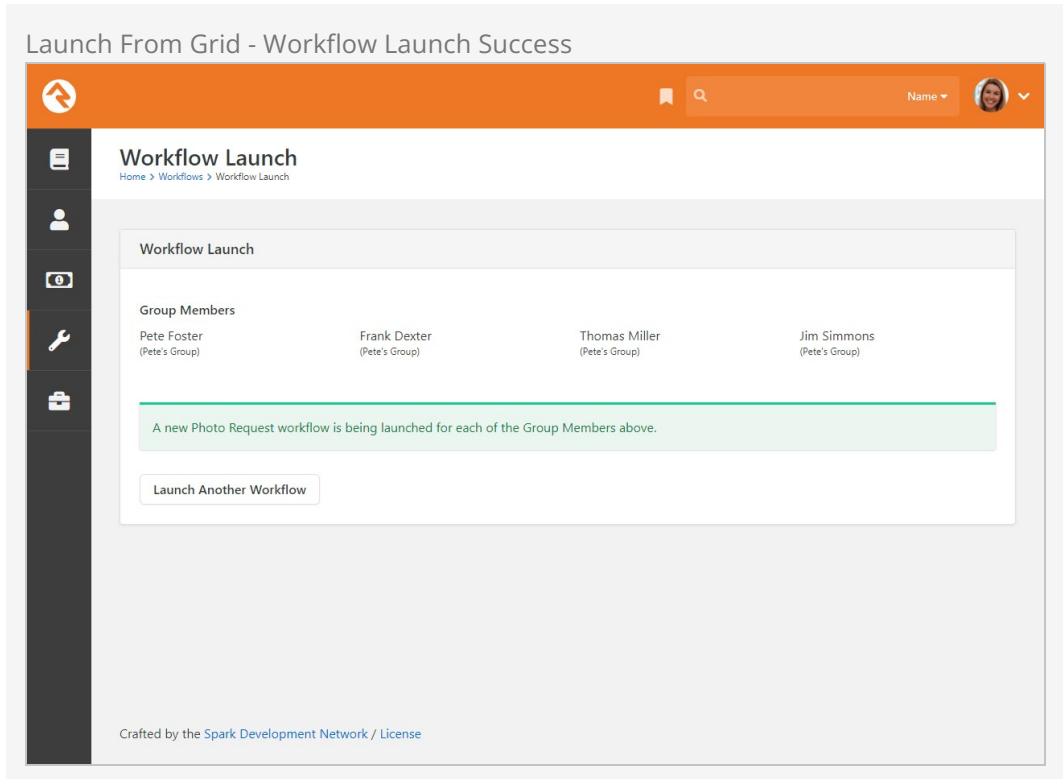 Launch From Grid - Workflow Launch Success
Name
Workflow Launch
Home > Workflows > Workflow Launch
Workflow Launch
Group Members
Pete Foster Frank Dexter Thomas Miller Jim Simmons
(Pete's Group) (Pete's Group) (Pete's Group) (Pete's Group)
A new Photo Request workflow is being launched for each of the Group Members above.
Launch Another Workflow
Crafted by the Spark Development Network / License